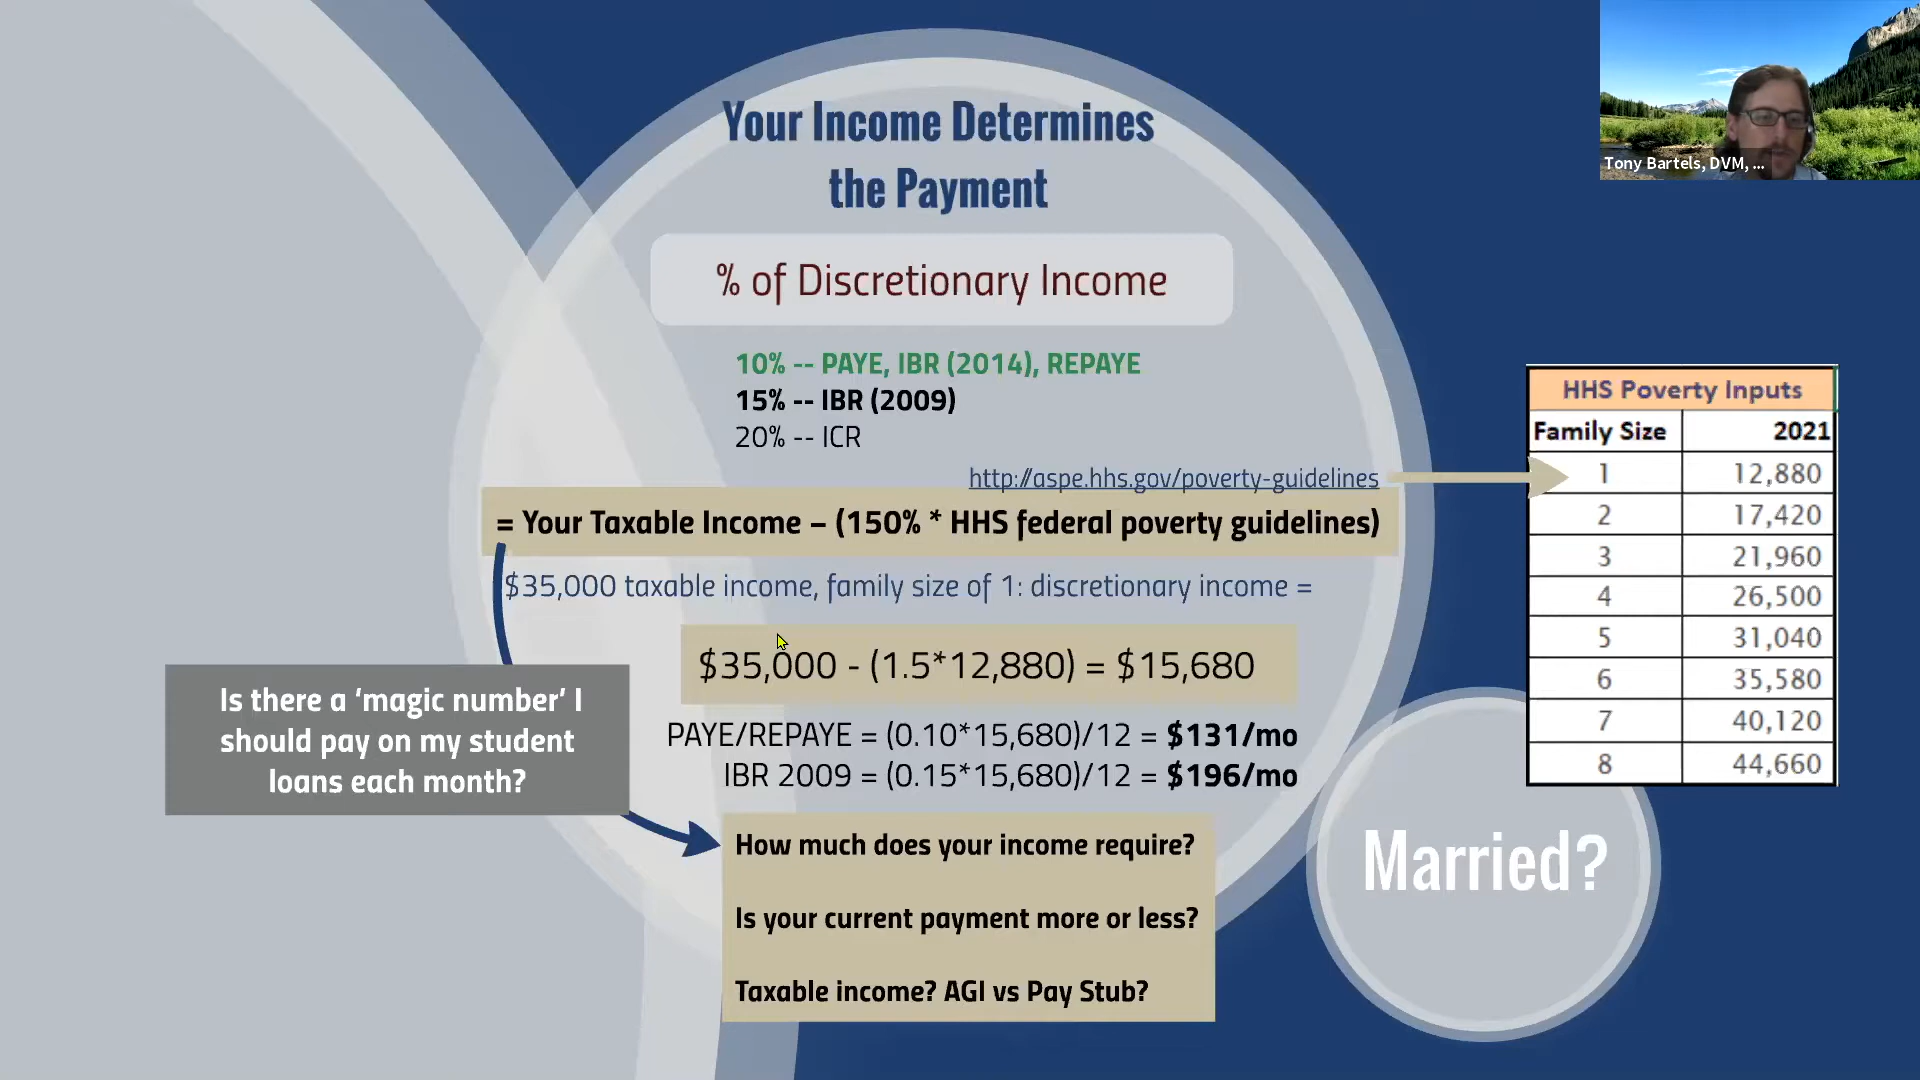 Your Income Determines
the Payment
% of Discretionary Income
10% -- PAYE, IBR (2014), REPAYE
15% -- IBR (2009)
20% -- ICR
http://aspe.hhs.gov/poverty-guidelines
= Your Taxable Income – (150% * HHS federal poverty guidelines)
$35,000 taxable income, family size of 1: discretionary income =
$35,000 - (1.5*12,880) = $15,680
PAYE/REPAYE = (0.10*15,680)/12 = $131/mo
IBR 2009 = (0.15*15,680)/12 = $196/mo
Is there a ‘magic number’ I
should pay on my student
loans each month?
How much does your income require?
Is your current payment more or less?
Taxable income? AGI vs Pay Stub?
Married?
HHS Poverty Inputs
Family Size 2021
1 12,880
2 17,420
3 21,960
4 26,500
5 31,040
6 35,580
7 40,120
8 44,660
Tony Bartels, DVM, ...